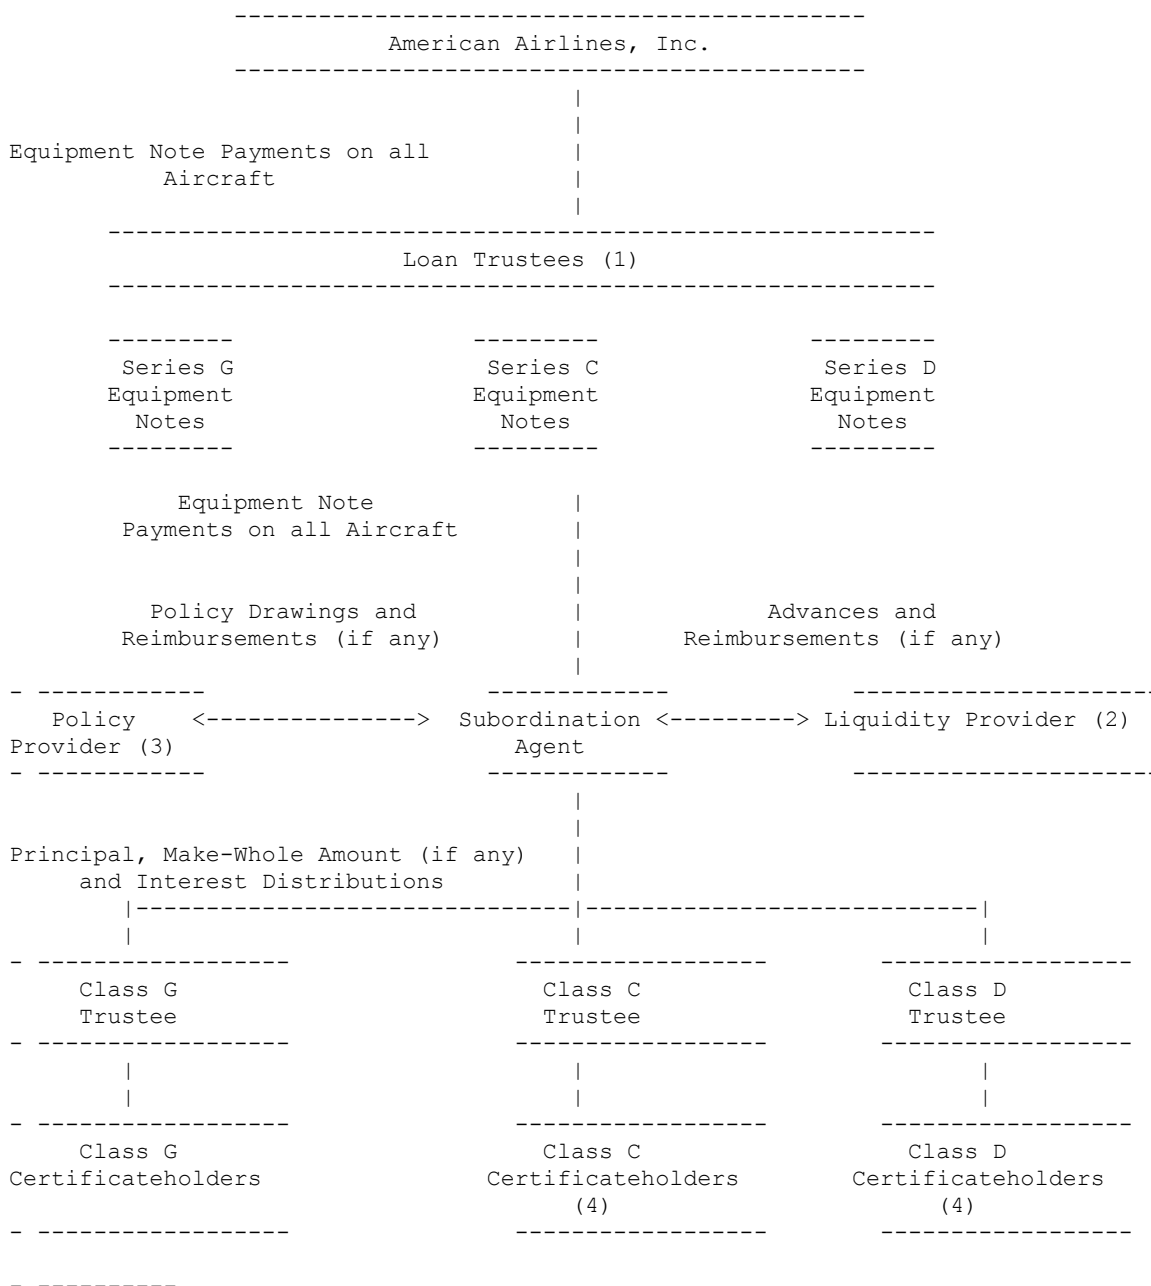 American Airlines, Inc.
Equipment Note Payments on all
Aircraft
Loan Trustees (1)
Series G Series C Series D
Equipment Equipment Equipment
Notes Notes Notes
Equipment Note
Payments on all Aircraft
Policy Drawings and Advances and
Reimbursements (if any) Reimbursements (if any)
Policy <---------------> Subordination <---------> Liquidity Provider (2)
Provider (3) Agent
Principal, Make-Whole Amount (if any)
and Interest Distributions
Class G Class C Class D
Trustee Trustee Trustee
Class G Class C Class D
Certificateholders Certificateholders Certificateholders
(4) (4)